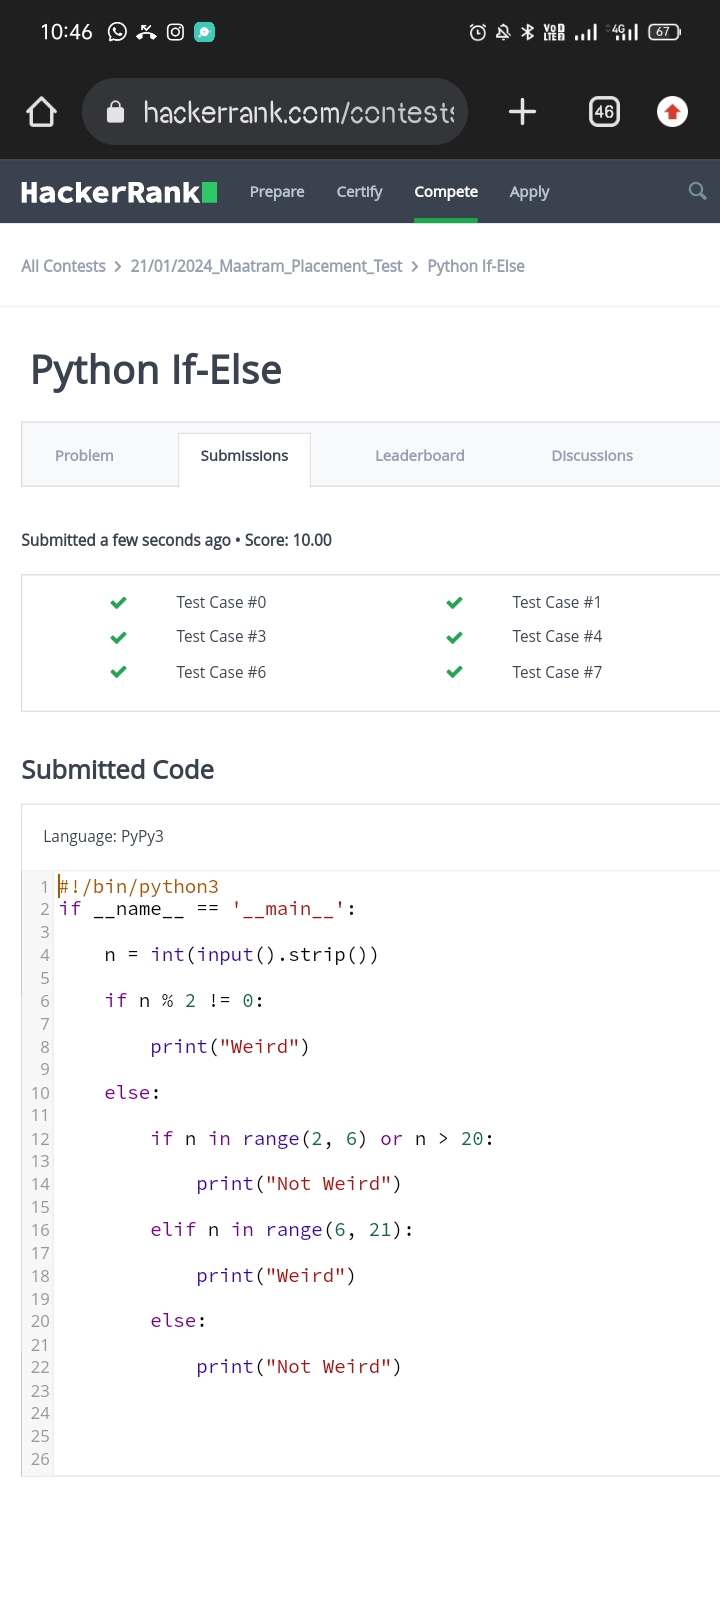 10:46 VoB LTE2 4G 67
hackerrank.com/contests 46
HackerRank Prepare Certify Compete Apply
All Contests > 21/01/2024_Maatram_Placement_Test > Python If-Else
Python If-Else
Problem Submissions Leaderboard Discussions
Submitted a few seconds ago • Score: 10.00
Test Case #0 Test Case #1
Test Case #3 Test Case #4
Test Case #6 Test Case #7
Submitted Code
Language: PyPy3
1 #!/bin/python3
2 if __name__ == '__main__':
3
4 n = int(input().strip())
5
6 if n % 2 != 0:
7
8 print("Weird")
9
10 else:
11
12 if n in range(2, 6) or n > 20:
13
14 print("Not Weird")
15
16 elif n in range(6, 21):
17
18 print("Weird")
19
20 else:
21
22 print("Not Weird")
23
24
25
26